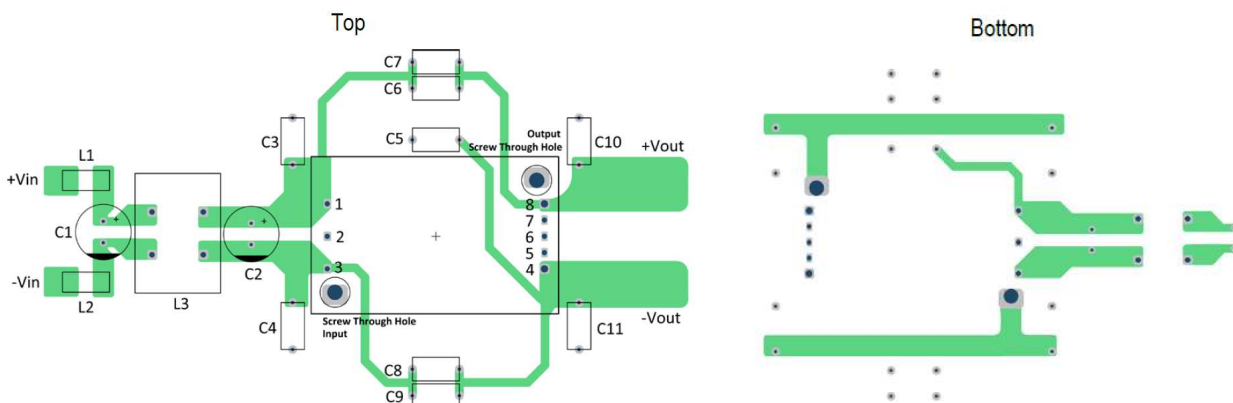 Top
Bottom
C7
C6
C3
C5
Output
Screw Through Hole
C10
+Vout
L1
+Vin
+
C1
+
C2
1
2
3
8
7
6
5
4
-Vin
L2
L3
C4
Screw Through Hole
Input
C11
-Vout
C8
C9